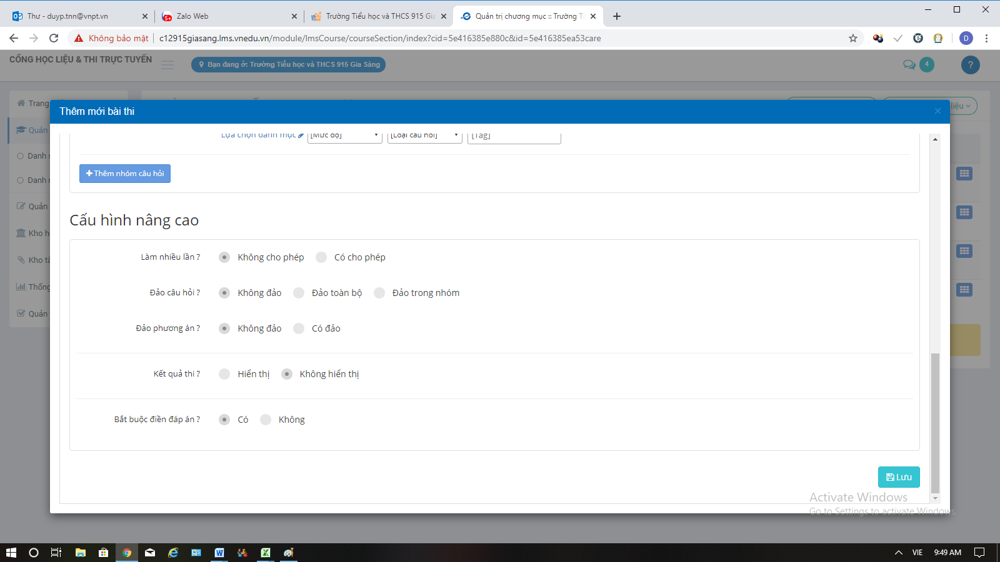 Thư - duyp.tnn@vnpt.vn
5+ Zalo Web
Trường Tiểu học và THCS 915 Gia
Quản trị chương mục :: Trường T
Không bảo mật
c12915giasang.lms.vnedu.vn/module/lmsCourse/courseSection/index?cid=5e416385e880c&id=5e416385ea53care
D
CỔNG HỌC LIỆU & THI TRỰC TUYẾN
Bạn đang ở: Trường Tiểu học và THCS 915 Gia Sàng
4
?
Trang
Quản
Danh
Danh
Quản
Kho
Kho
Thống
Quản
liệu
Thêm mới bài thi
×
Lựa chọn danh mục
[Mức độ]
[Loại câu hỏi]
[Tag]
Thêm nhóm câu hỏi
Cấu hình nâng cao
Làm nhiều lần ?
Không cho phép
Có cho phép
Đảo câu hỏi ?
Không đảo
Đảo toàn bộ
Đảo trong nhóm
Đảo phương án ?
Không đảo
Có đảo
Kết quả thi ?
Hiển thị
Không hiển thị
Bắt buộc điền đáp án ?
Có
Không
Lưu
Activate Windows
Go to Settings to activate Windows.
VIE
9:49 AM